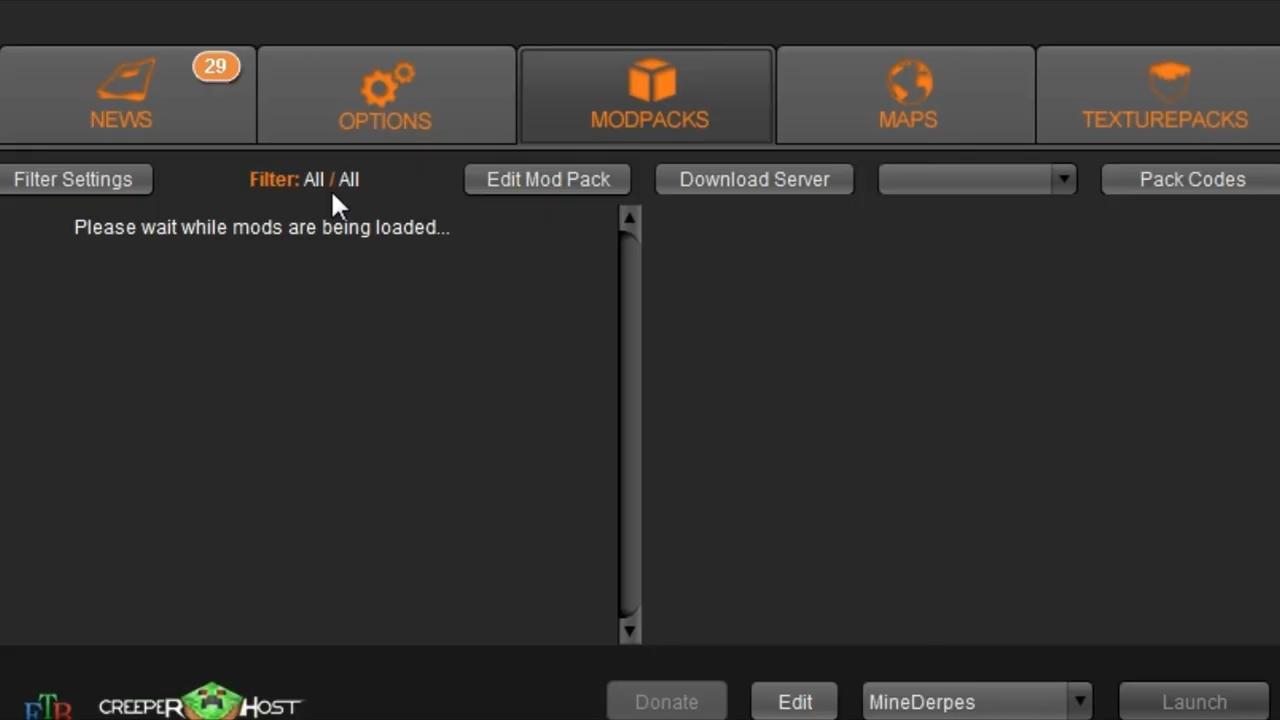 29
NEWS
OPTIONS
MODPACKS
MAPS
TEXTUREPACKS
Filter Settings
Filter: All / All
Edit Mod Pack
Download Server
Pack Codes
Please wait while mods are being loaded...
FTB
CREEPER HOST
Donate
Edit
MineDerpes
Launch